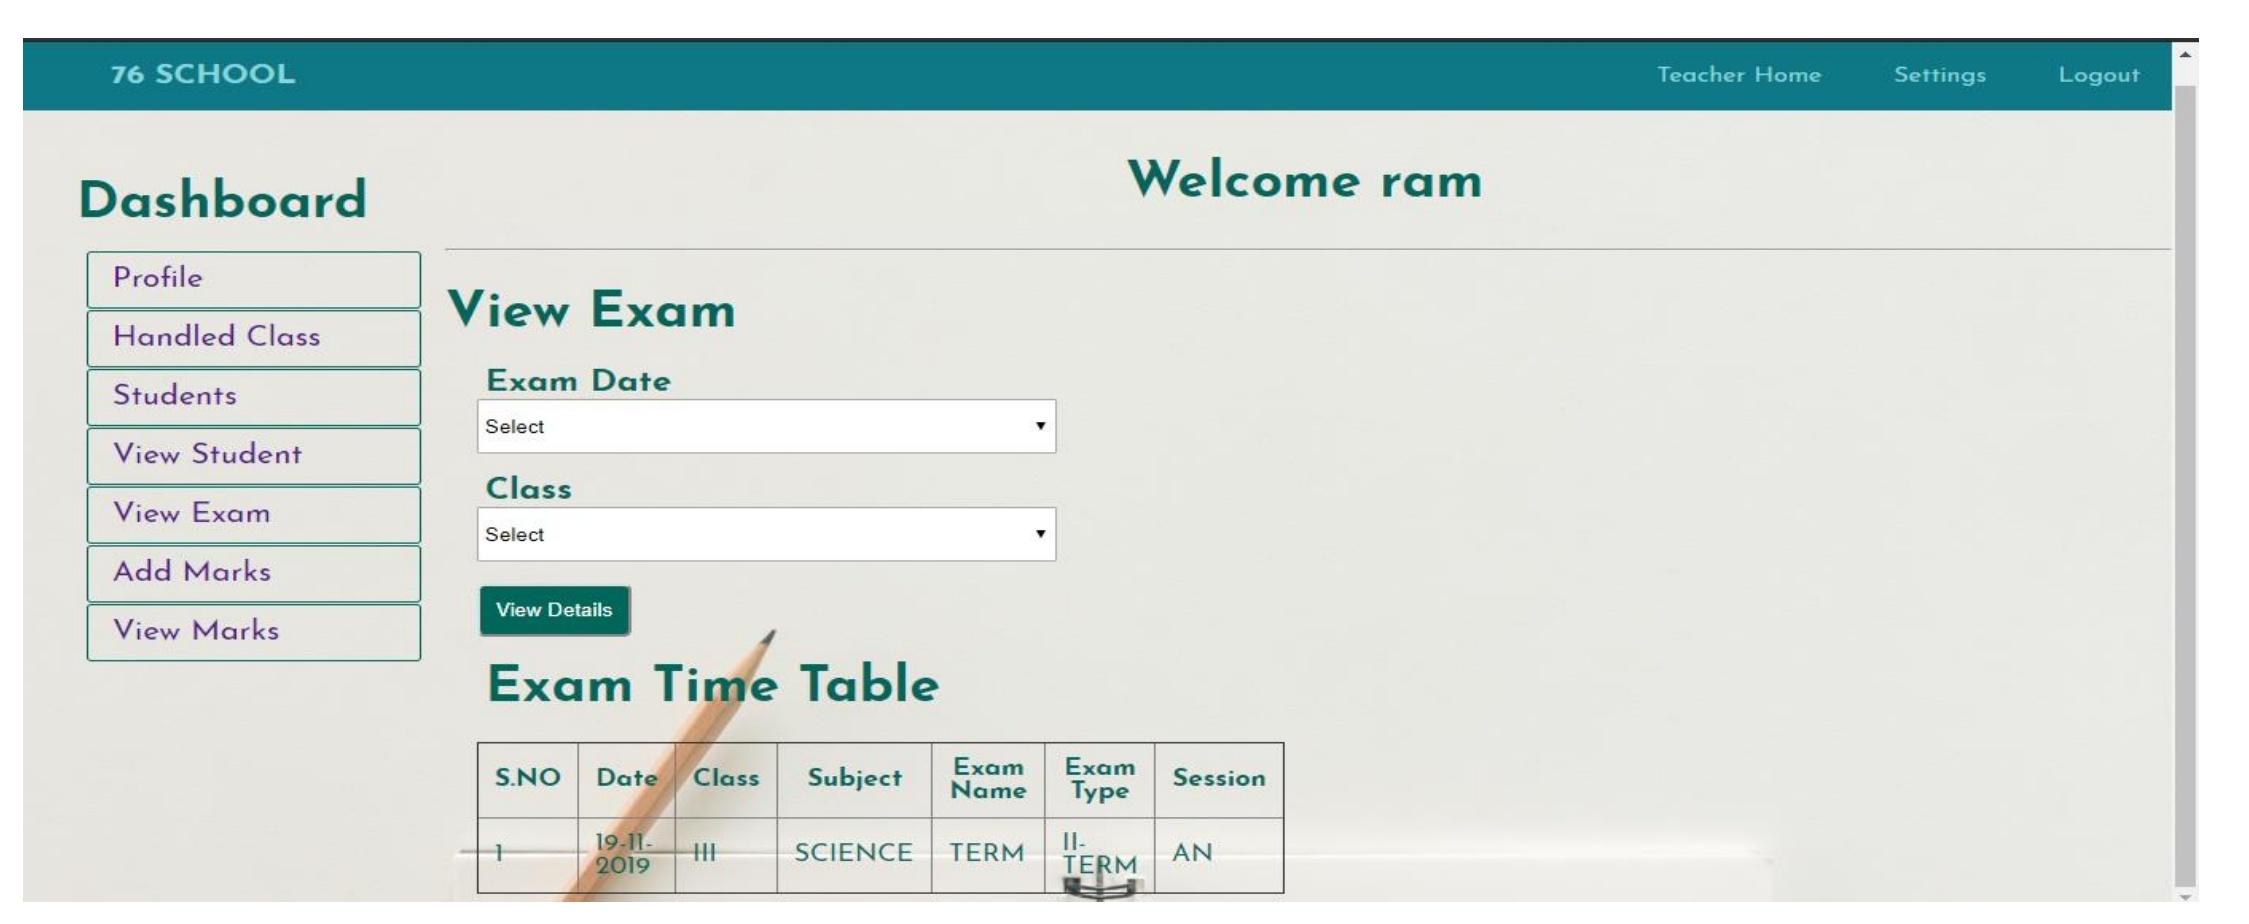 76 SCHOOL
Teacher Home Settings Logout
Dashboard
Profile
Handled Class
Students
View Student
View Exam
Add Marks
View Marks
Welcome ram
View Exam
Exam Date
Select
Class
Select
View Details
Exam Time Table
S.NO Date Class Subject Exam Name Exam Type Session
1 19-11-2019 III SCIENCE TERM II-TERM AN